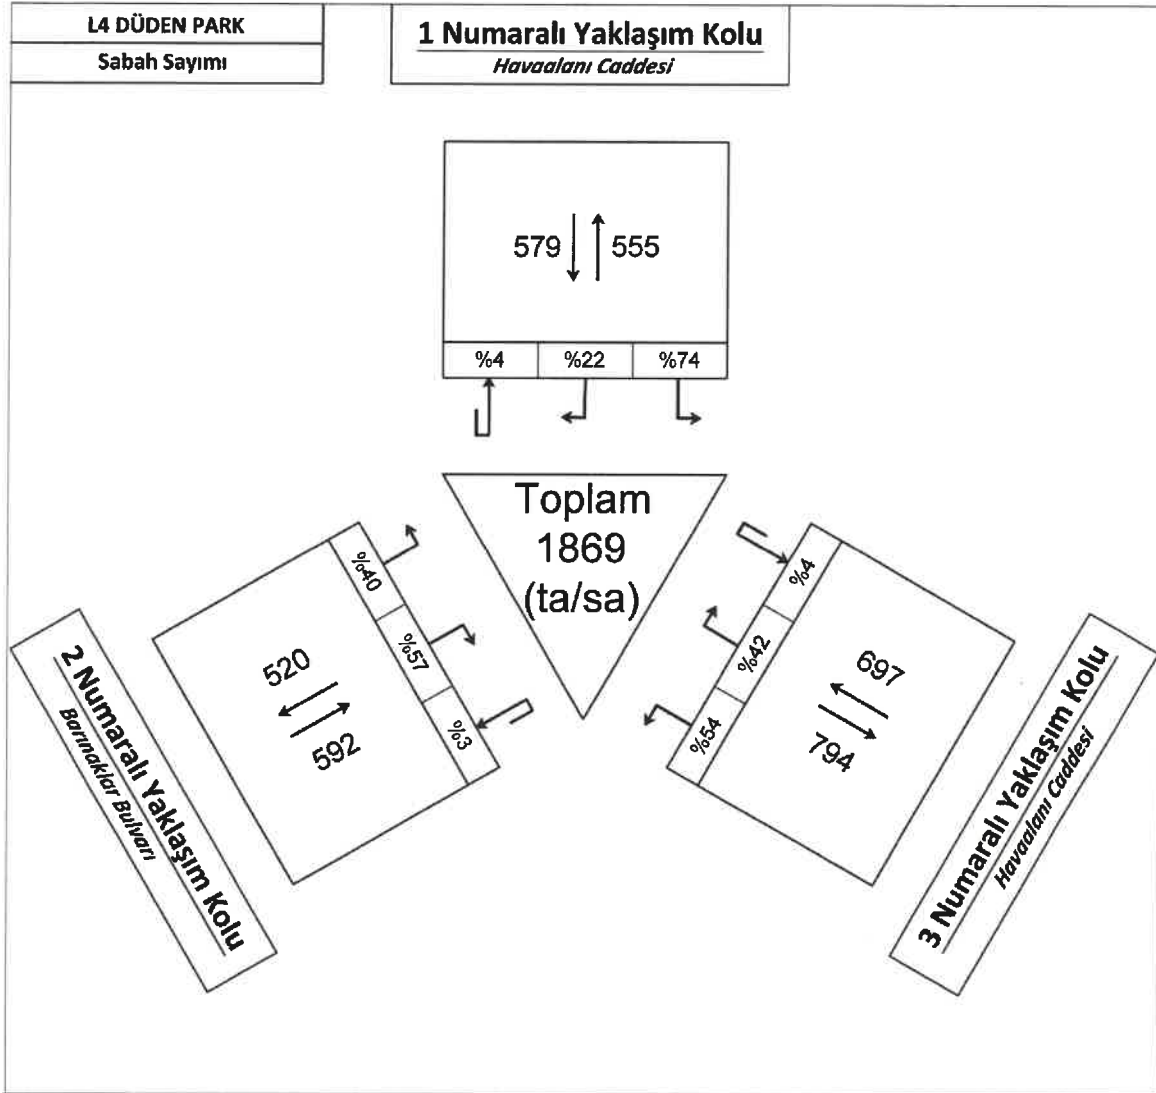 L4 DÜDEN PARK
Sabah Sayımı
1 Numaralı Yaklaşım Kolu
Havaalanı Caddesi
579 555
%4 %22 %74
Toplam
1869
(ta/sa)
%40
%57
%3
520
592
2 Numaralı Yaklaşım Kolu
Barınaklar Bulvarı
%4
%42
%54
697
794
3 Numaralı Yaklaşım Kolu
Havaalanı Caddesi